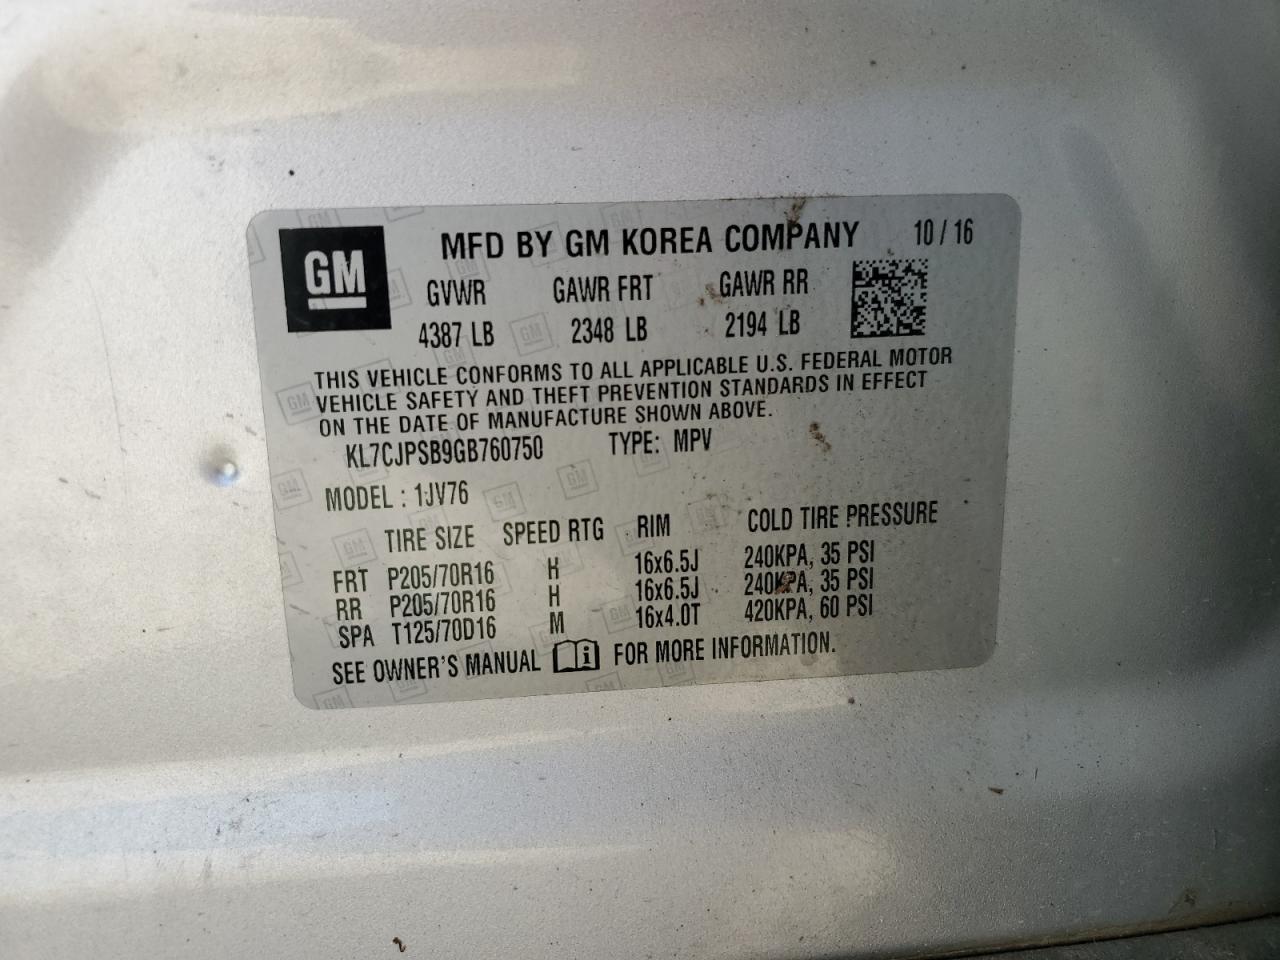 GM
MFD BY GM KOREA COMPANY 10 / 16
GVWR GAWR FRT GAWR RR
4387 LB 2348 LB 2194 LB
THIS VEHICLE CONFORMS TO ALL APPLICABLE U.S. FEDERAL MOTOR
VEHICLE SAFETY AND THEFT PREVENTION STANDARDS IN EFFECT
ON THE DATE OF MANUFACTURE SHOWN ABOVE.
KL7CJPSB9GB760750 TYPE: MPV
MODEL : 1JV76
TIRE SIZE SPEED RTG RIM COLD TIRE PRESSURE
FRT P205/70R16 H 16x6.5J 240KPA, 35 PSI
RR P205/70R16 H 16x6.5J 240KPA, 35 PSI
SPA T125/70D16 M 16x4.0T 420KPA, 60 PSI
SEE OWNER'S MANUAL FOR MORE INFORMATION.